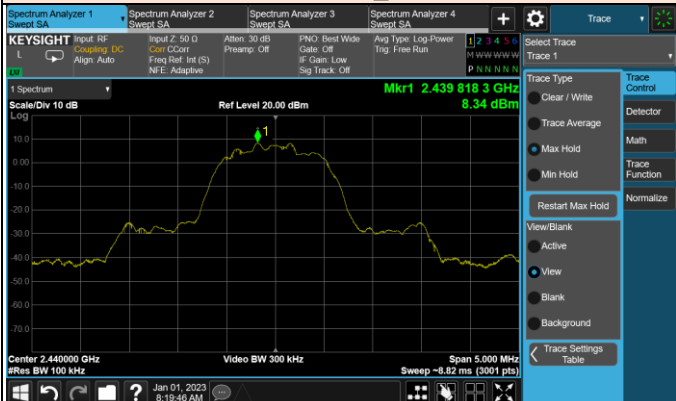 Spectrum Analyzer 1
Swept SA
Spectrum Analyzer 2
Swept SA
Spectrum Analyzer 3
Swept SA
Spectrum Analyzer 4
Swept SA
+
Trace
KEYSIGHT
L
LU
Input: RF
Coupling: DC
Align: Auto
Input Z: 50 Ω
Corr CCorr
Freq Ref: Int (S)
NFE: Adaptive
Atten: 30 dB
Preamp: Off
PNO: Best Wide
Gate: Off
IF Gain: Low
Sig Track: Off
Avg Type: Log-Power
Trig: Free Run
1 2 3 4 5 6
M W W W W W
P N N N N N
Select Trace
Trace 1
1 Spectrum
Scale/Div 10 dB
Log
Ref Level 20.00 dBm
Mkr1 2.439 818 3 GHz
8.34 dBm
1
10.0
0.00
-10.0
-20.0
-30.0
-40.0
-50.0
-60.0
-70.0
Center 2.440000 GHz
#Res BW 100 kHz
Video BW 300 kHz
Span 5.000 MHz
Sweep ~8.82 ms (3001 pts)
Trace Type
Clear / Write
Trace Average
Max Hold
Min Hold
Restart Max Hold
View/Blank
Active
View
Blank
Background
Trace Settings
Table
Trace
Control
Detector
Math
Trace
Function
Normalize
?
Jan 01, 2023
8:19:46 AM